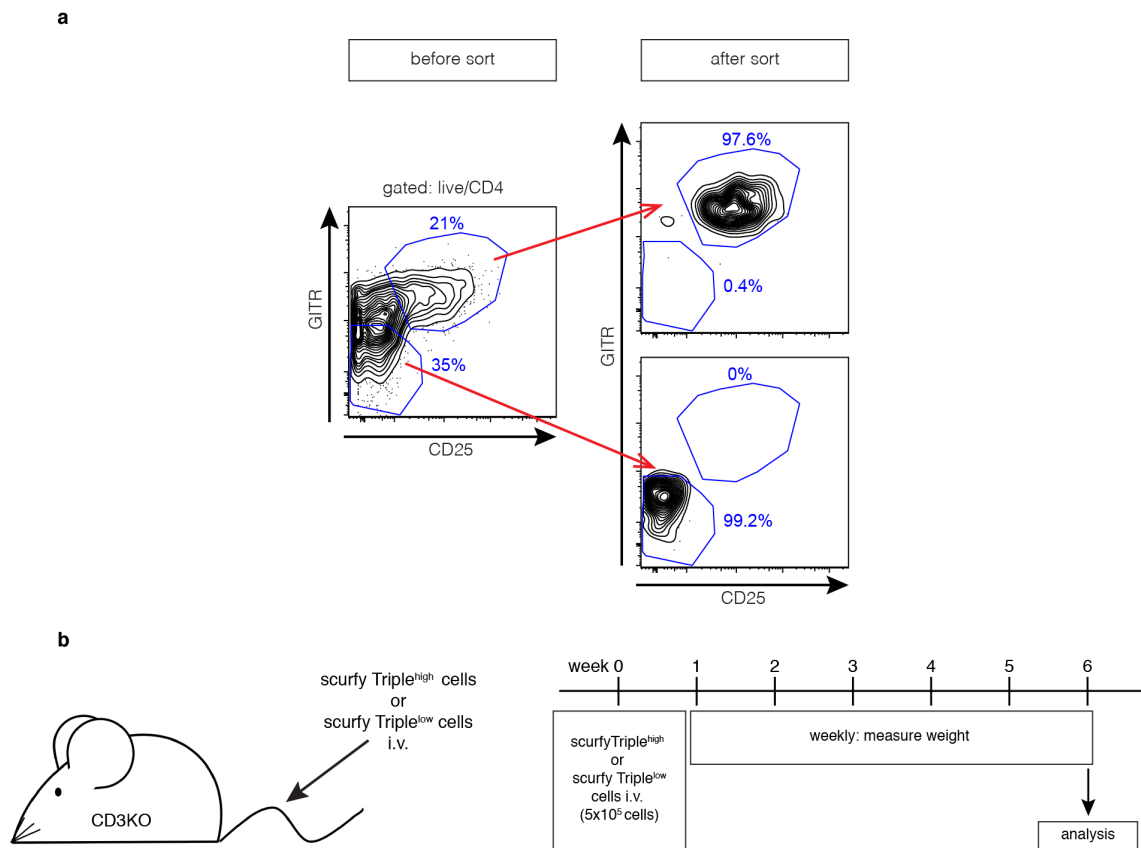 a
before sort
after sort
gated: live/CD4
21%
35%
GITR
CD25
97.6%
0.4%
GITR
0%
99.2%
CD25
b
scurfy Triplehigh cells
or
scurfy Triplelow cells
i.v.
CD3KO
week 0 1 2 3 4 5 6
scurfyTriplehigh
or
scurfy Triplelow
cells i.v.
(5x10⁵ cells)
weekly: measure weight
analysis